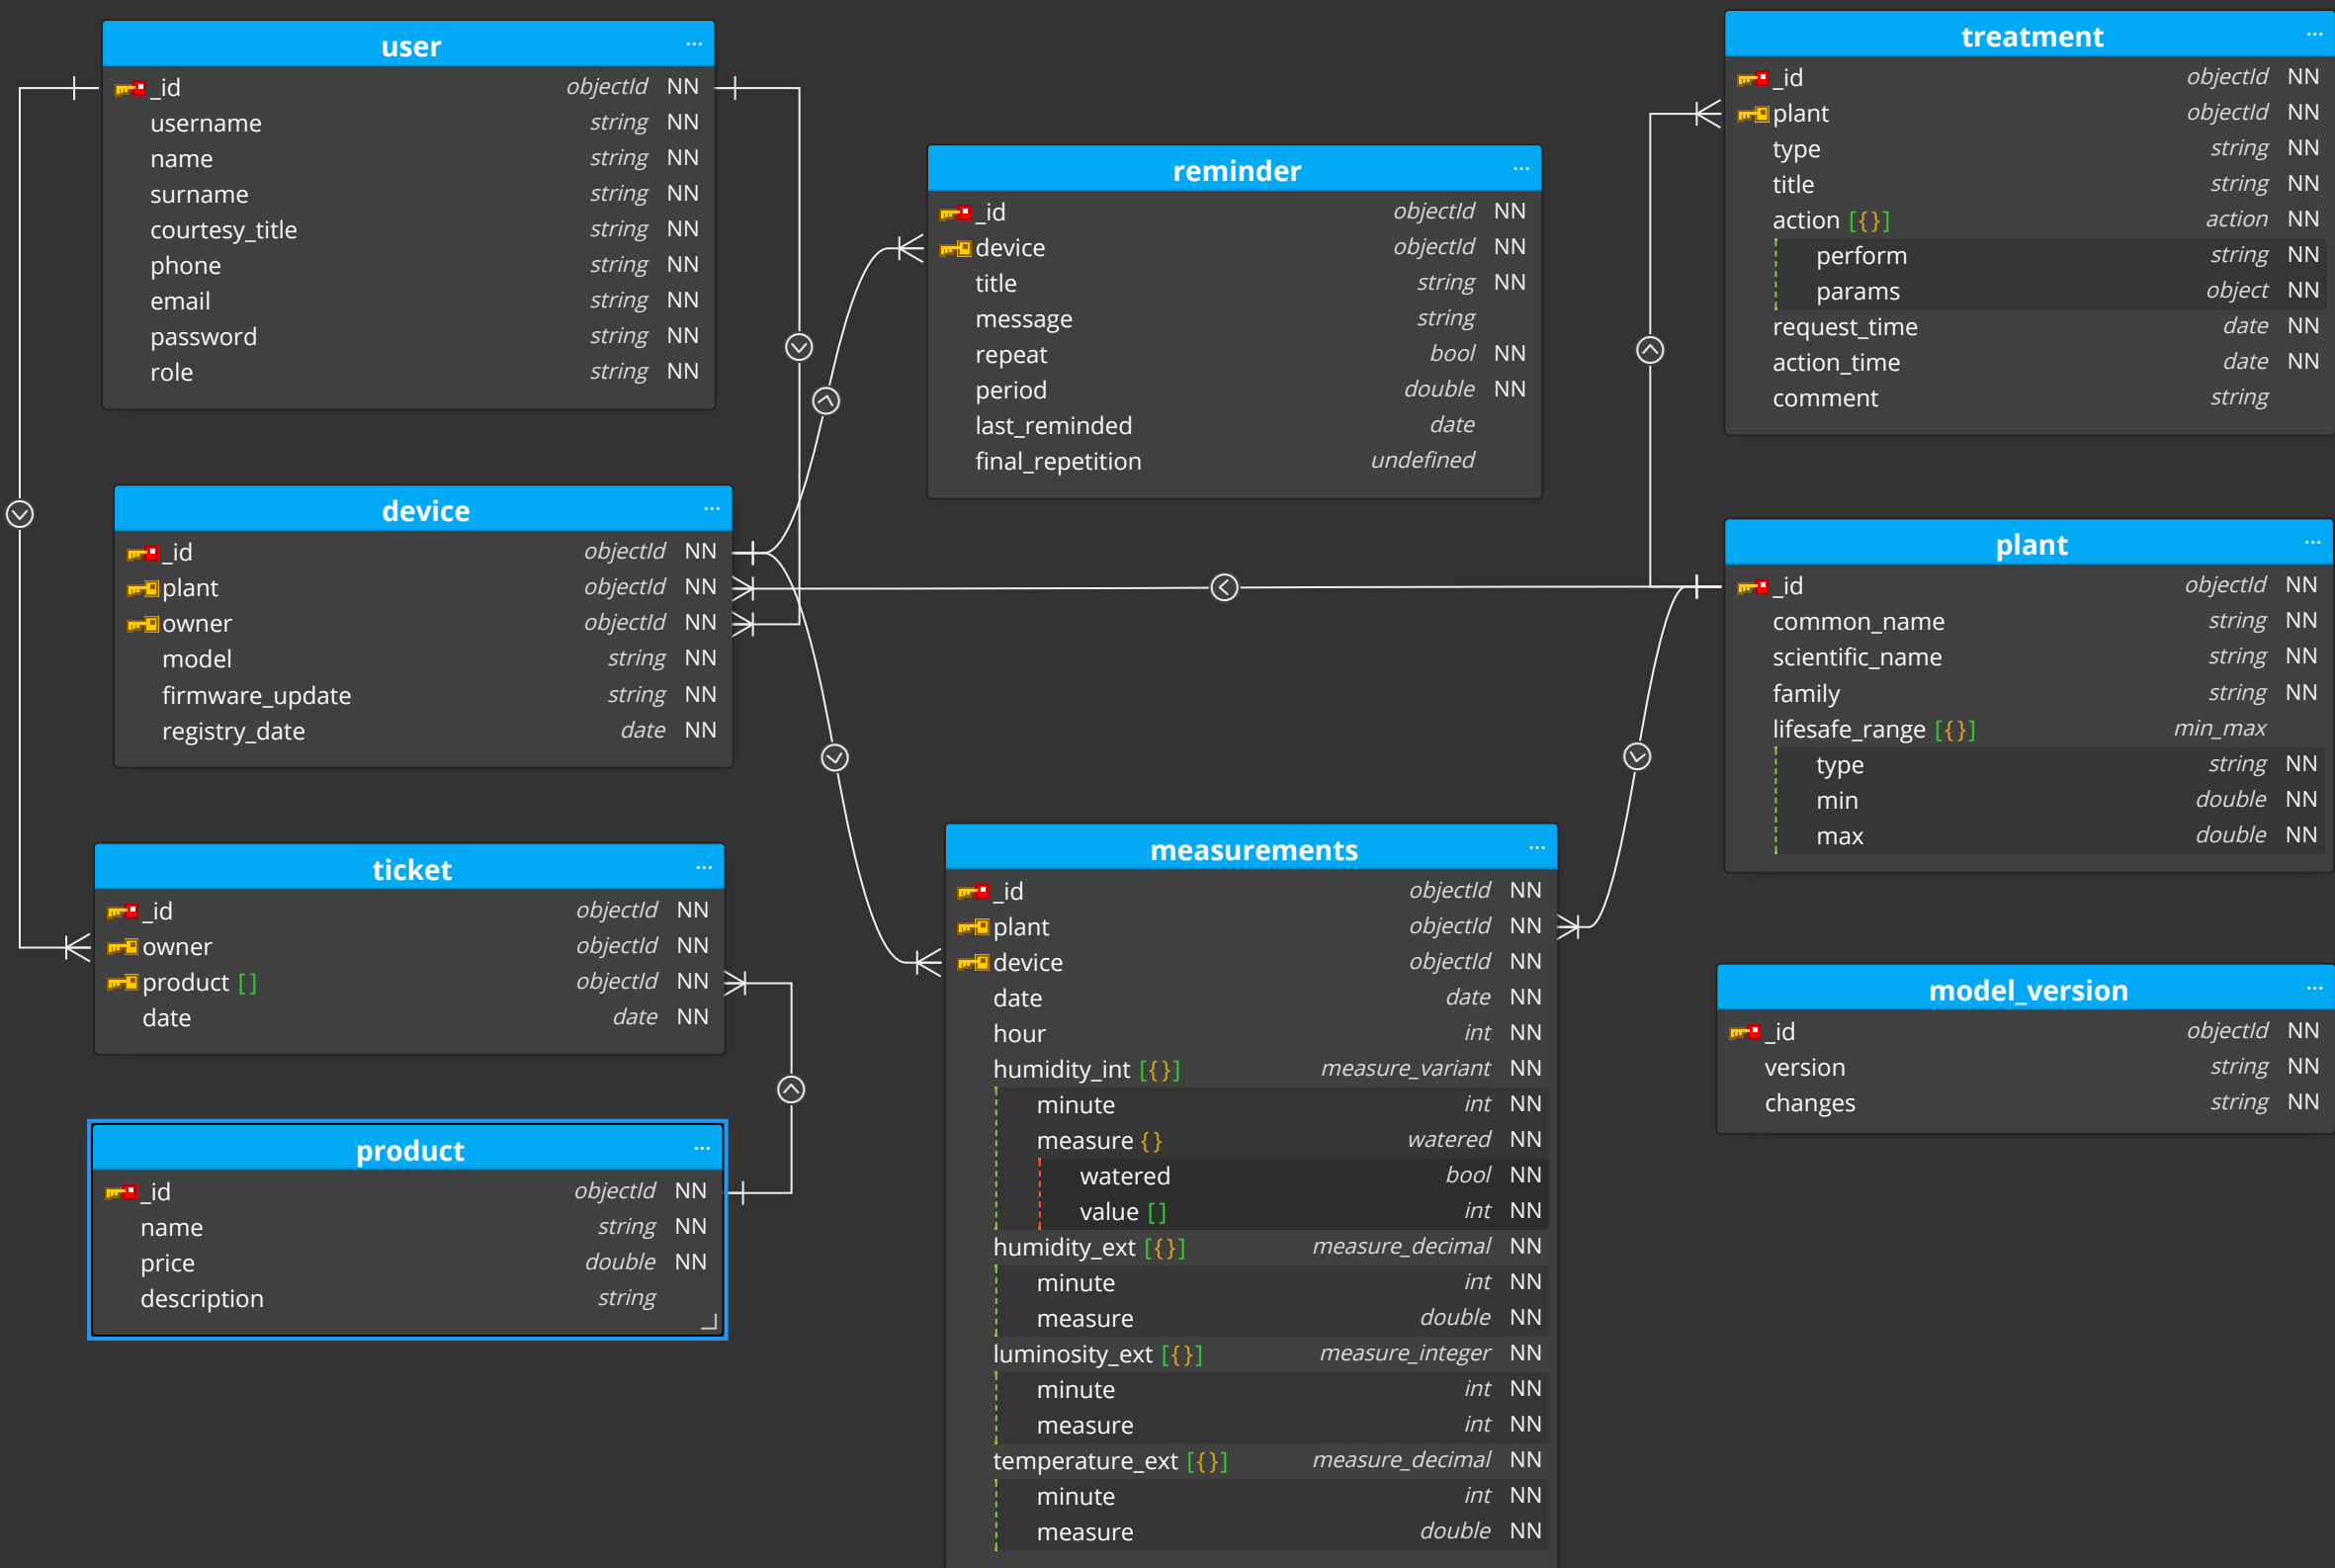 user ...
_id objectId NN
username string NN
name string NN
surname string NN
courtesy_title string NN
phone string NN
email string NN
password string NN
role string NN
device ...
_id objectId NN
plant objectId NN
owner objectId NN
model string NN
firmware_update string NN
registry_date date NN
ticket ...
_id objectId NN
owner objectId NN
product [] objectId NN
date date NN
product ...
_id objectId NN
name string NN
price double NN
description string
reminder ...
_id objectId NN
device objectId NN
title string NN
message string
repeat bool NN
period double NN
last_reminded date
final_repetition undefined
measurements ...
_id objectId NN
plant objectId NN
device objectId NN
date date NN
hour int NN
humidity_int [{}] measure_variant NN
minute int NN
measure {} watered NN
watered bool NN
value [] int NN
humidity_ext [{}] measure_decimal NN
minute int NN
measure double NN
luminosity_ext [{}] measure_integer NN
minute int NN
measure int NN
temperature_ext [{}] measure_decimal NN
minute int NN
measure double NN
treatment ...
_id objectId NN
plant objectId NN
type string NN
title string NN
action [{}] action NN
perform string NN
params object NN
request_time date NN
action_time date NN
comment string
plant ...
_id objectId NN
common_name string NN
scientific_name string NN
family string NN
lifesafe_range [{}] min_max
type string NN
min double NN
max double NN
model_version ...
_id objectId NN
version string NN
changes string NN